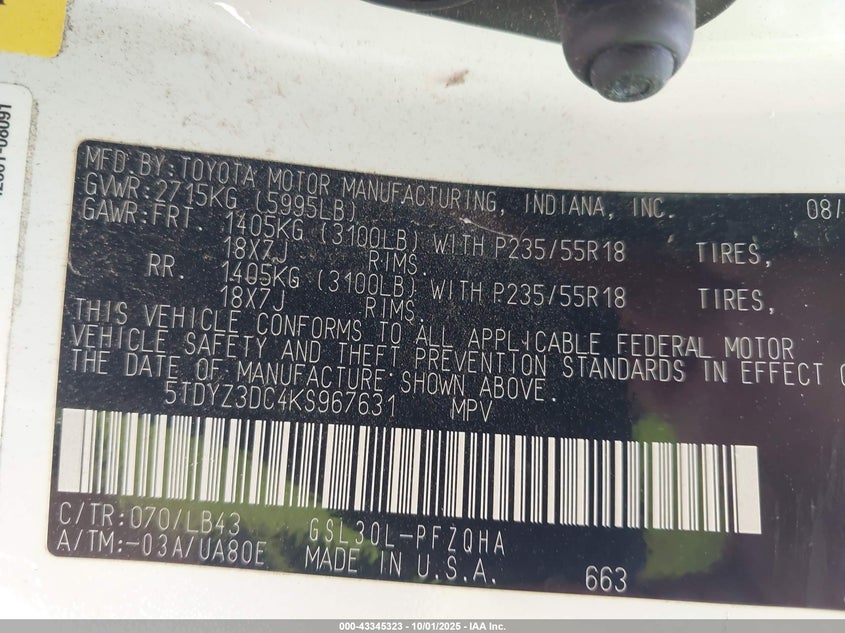 MFD BY:TOYOTA MOTOR MANUFACTURING, INDIANA, INC. 08/
GVWR:2715KG (5995LB)
GAWR:FRT. 1405KG (3100LB) WITH P235/55R18 TIRES,
18X7J RIMS.
RR. 1405KG (3100LB) WITH P.235/55R18 TIRES,
18X7J RIMS.
THIS VEHICLE CONFORMS TO ALL APPLICABLE FEDERAL MOTOR
VEHICLE SAFETY AND THEFT PREVENTION STANDARDS IN EFFECT
THE DATE OF MANUFACTURE SHOWN ABOVE.
5TDYZ3DC4KS967631 MPV
C/TR:070/LB43 GSL30L-PFZQHA
A/TM:-03A/UA80E MADE IN U.S.A. 663
000-43345323 - 10/01/2025 - IAA Inc.